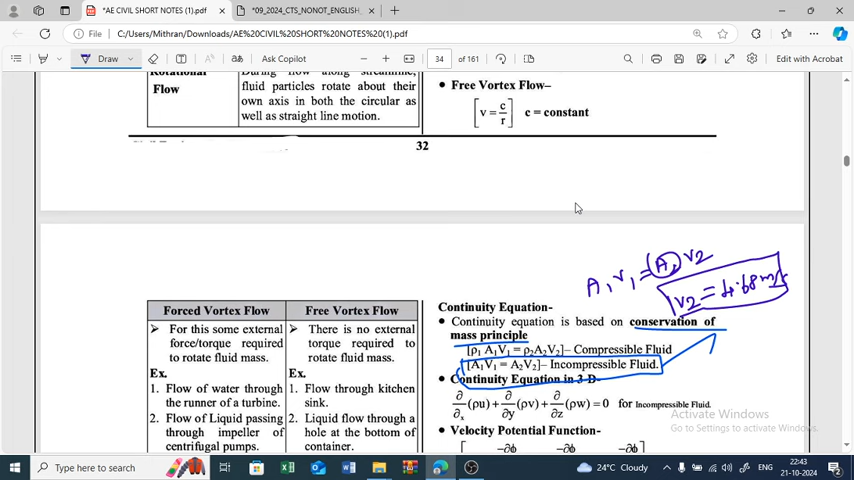 *AE CIVIL SHORT NOTES (1).pdf
*09_2024_CTS_NONOT_ENGLISH_
File
C:/Users/Mithran/Downloads/AE%20CIVIL%20SHORT%20NOTES%20(1).pdf
Draw
Ask Copilot
34 of 161
Edit with Acrobat
Rotational Flow
During flow along streamline,
fluid particles rotate about their
own axis in both the circular as
well as straight line motion.
• Free Vortex Flow–
[v = c/r] c = constant
32
A₁V₁ = A₂ V2
V2 = 4.68m/s
Forced Vortex Flow
➢ For this some external
force/torque required
to rotate fluid mass.
Ex.
1. Flow of water through
the runner of a turbine.
2. Flow of Liquid passing
through impeller of
centrifugal pumps.
Free Vortex Flow
➢ There is no external
torque required to
rotate fluid mass.
Ex.
1. Flow through kitchen
sink.
2. Liquid flow through a
hole at the bottom of
container.
Continuity Equation-
• Continuity equation is based on conservation of
mass principle
[ρ₁ A₁V₁ = ρ₂A₂V₂]– Compressible Fluid
[A₁V₁ = A₂V₂]– Incompressible Fluid.
• Continuity Equation in 3-D-
∂/∂x (ρu) + ∂/∂y (ρv) + ∂/∂z (ρw) = 0 for Incompressible Fluid.
• Velocity Potential Function-
−∂ϕ −∂ϕ −∂ϕ
Activate Windows
Go to Settings to activate Windows.
Type here to search
24°C Cloudy
ENG
22:43
21-10-2024